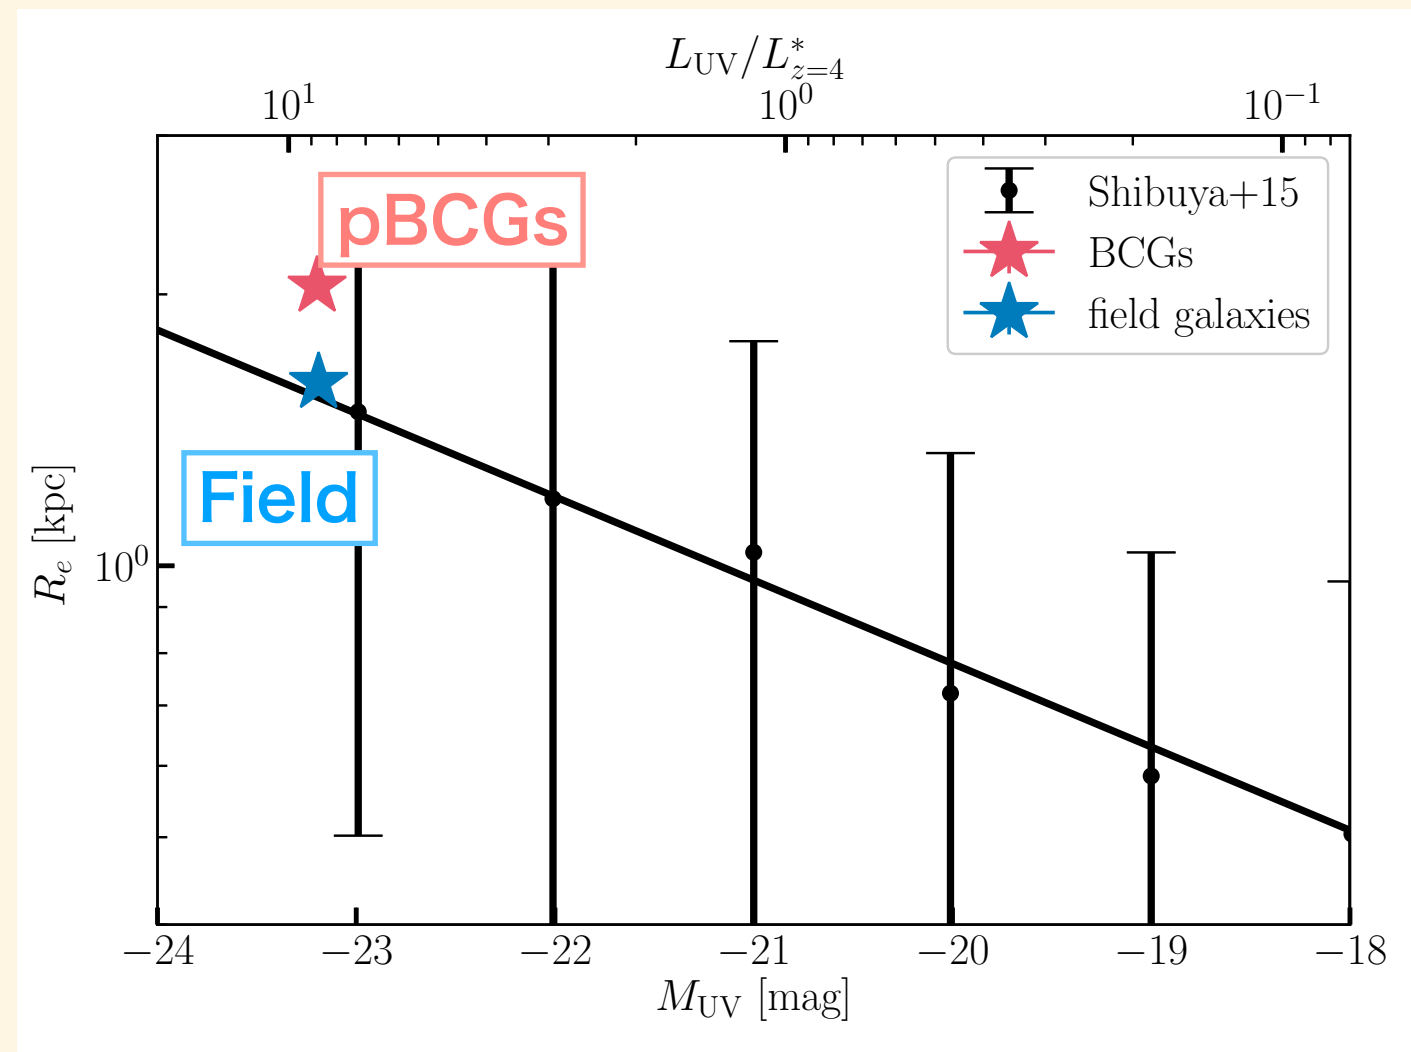 L_UV/L*_z=4
10^1 10^0 10^-1
pBCGs
Shibuya+15
BCGs
field galaxies
Field
R_e [kpc]
10^0
−24 −23 −22 −21 −20 −19 −18
M_UV [mag]